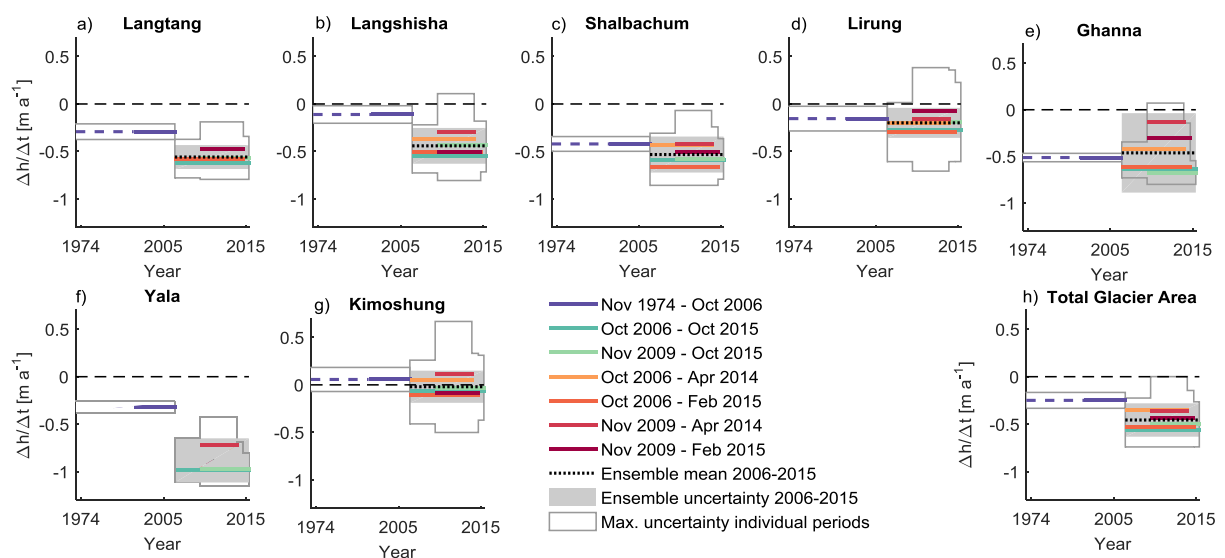 a) Langtang
b) Langshisha
c) Shalbachum
d) Lirung
e) Ghanna
Δh/Δt [m a⁻¹]
0.5
0
-0.5
-1
1974 2005 2015
Year
0.5
0
-0.5
-1
1974 2005 2015
Year
0.5
0
-0.5
-1
1974 2005 2015
Year
0.5
0
-0.5
-1
1974 2005 2015
Year
0.5
0
-0.5
-1
1974 2005 2015
Year
f) Yala
g) Kimoshung
h) Total Glacier Area
Δh/Δt [m a⁻¹]
0.5
0
-0.5
-1
1974 2005 2015
Year
0.5
0
-0.5
-1
1974 2005 2015
Year
Nov 1974 - Oct 2006
Oct 2006 - Oct 2015
Nov 2009 - Oct 2015
Oct 2006 - Apr 2014
Oct 2006 - Feb 2015
Nov 2009 - Apr 2014
Nov 2009 - Feb 2015
Ensemble mean 2006-2015
Ensemble uncertainty 2006-2015
Max. uncertainty individual periods
Δh/Δt [m a⁻¹]
0.5
0
-0.5
-1
1974 2005 2015
Year